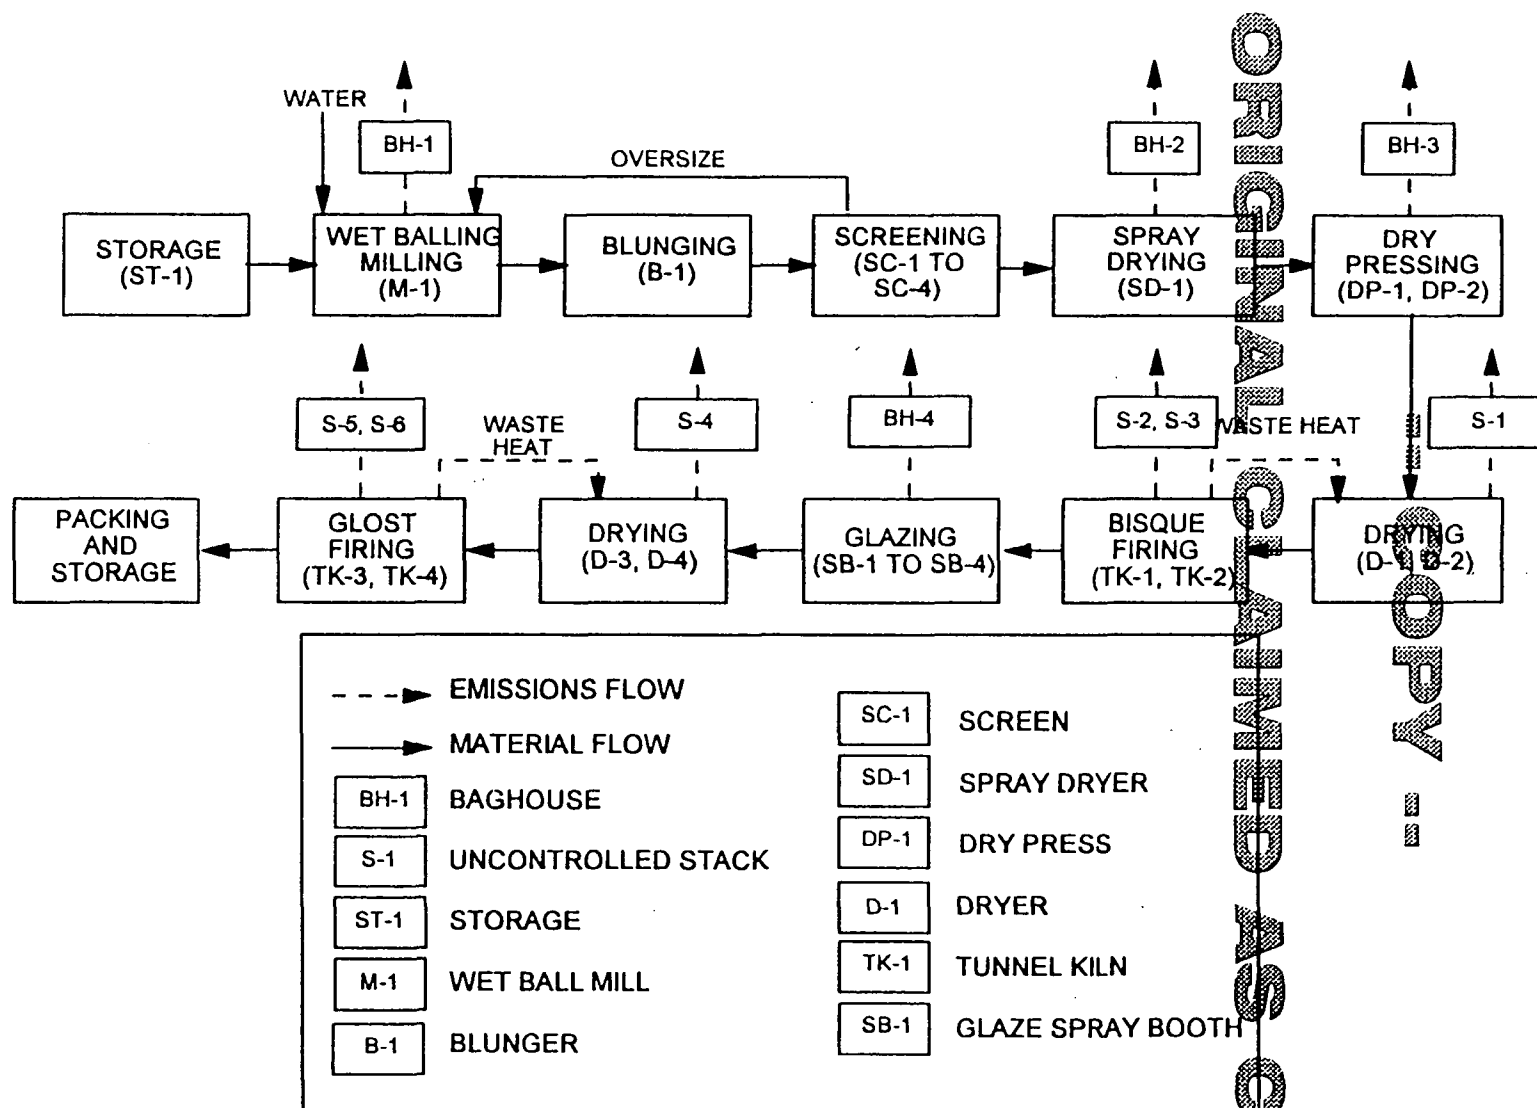 WATER
BH-1
OVERSIZE
BH-2
BH-3
STORAGE
(ST-1)
WET BALLING
MILLING
(M-1)
BLUNGING
(B-1)
SCREENING
(SC-1 TO
SC-4)
SPRAY
DRYING
(SD-1)
DRY
PRESSING
(DP-1, DP-2)
S-5, S-6
WASTE
HEAT
S-4
BH-4
S-2, S-3
WASTE HEAT
S-1
PACKING
AND
STORAGE
GLOST
FIRING
(TK-3, TK-4)
DRYING
(D-3, D-4)
GLAZING
(SB-1 TO SB-4)
BISQUE
FIRING
(TK-1, TK-2)
DRYING
(D-1, D-2)
EMISSIONS FLOW
MATERIAL FLOW
BH-1 BAGHOUSE
S-1 UNCONTROLLED STACK
ST-1 STORAGE
M-1 WET BALL MILL
B-1 BLUNGER
SC-1 SCREEN
SD-1 SPRAY DRYER
DP-1 DRY PRESS
D-1 DRYER
TK-1 TUNNEL KILN
SB-1 GLAZE SPRAY BOOTH
ORIGINAL CLAIMED AS C
-- COPY --